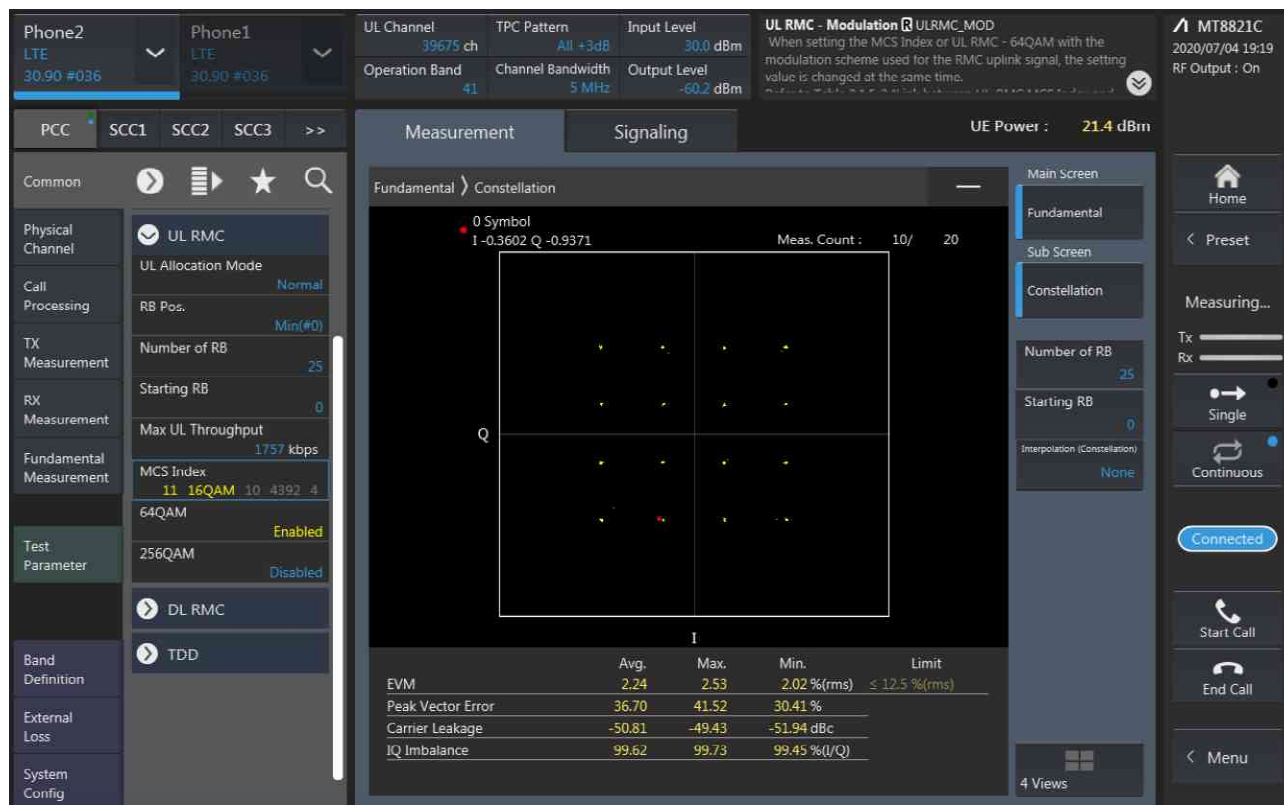 Phone2
LTE
30.90 #036
Phone1
LTE
30.90 #036
UL Channel
39675 ch
Operation Band
41
TPC Pattern
All +3dB
Channel Bandwidth
5 MHz
Input Level
30.0 dBm
Output Level
-60.2 dBm
UL RMC - Modulation R ULRMC_MOD
When setting the MCS Index or UL RMC -64QAM with the
modulation scheme used for the RMC uplink signal, the setting
value is changed at the same time.
MT8821C
2020/07/04 19:19
RF Output : On
PCC
SCC1
SCC2
SCC3
>>
Measurement
Signaling
UE Power : 21.4 dBm
Common
Physical
Channel
Call
Processing
TX
Measurement
RX
Measurement
Fundamental
Measurement
Test
Parameter
Band
Definition
External
Loss
System
Config
UL RMC
UL Allocation Mode
Normal
RB Pos.
Min(#0)
Number of RB
25
Starting RB
0
Max UL Throughput
1757 kbps
MCS Index
11 16QAM 10 4392 4
64QAM
Enabled
256QAM
Disabled
DL RMC
TDD
Fundamental ⟩ Constellation
0 Symbol
I -0.3602 Q -0.9371
Meas. Count : 10/ 20
Q
I
Avg. Max. Min. Limit
EVM 2.24 2.53 2.02 %(rms) ≤ 12.5 %(rms)
Peak Vector Error 36.70 41.52 30.41 %
Carrier Leakage -50.81 -49.43 -51.94 dBc
IQ Imbalance 99.62 99.73 99.45 %(I/Q)
Main Screen
Fundamental
Sub Screen
Constellation
Number of RB
25
Starting RB
0
Interpolation (Constellation)
None
4 Views
Home
< Preset
Measuring...
Tx
Rx
Single
Continuous
Connected
Start Call
End Call
< Menu